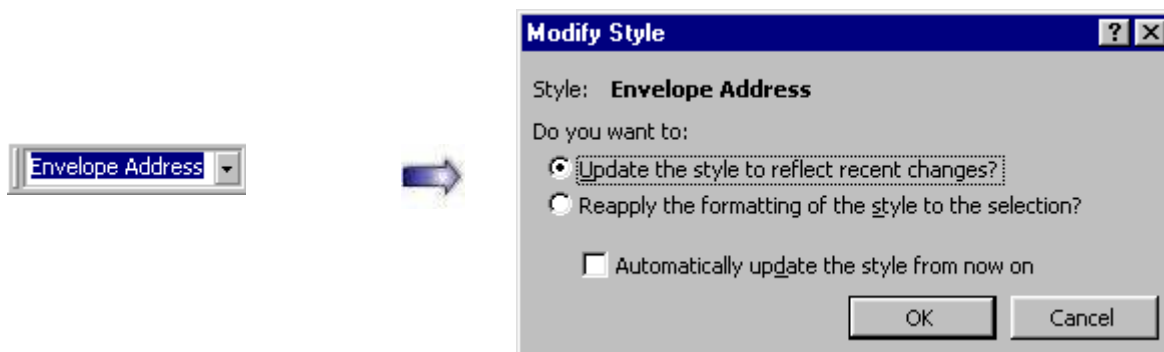 Envelope Address
Modify Style
Style: Envelope Address
Do you want to:
Update the style to reflect recent changes?
Reapply the formatting of the style to the selection?
Automatically update the style from now on
OK Cancel